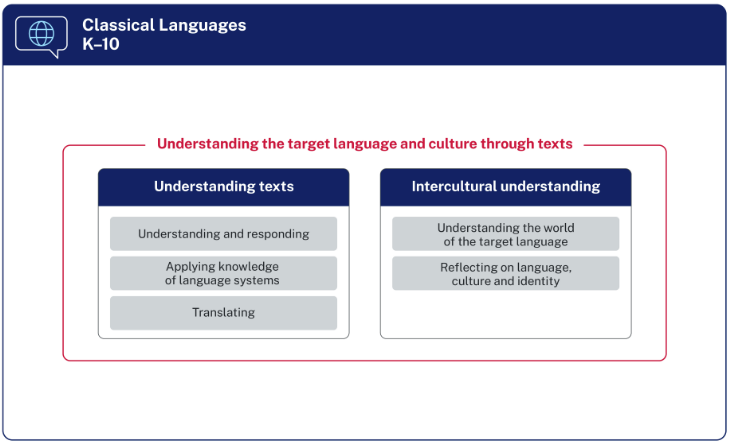 Classical Languages
K–10
Understanding the target language and culture through texts
Understanding texts
Understanding and responding
Applying knowledge
of language systems
Translating
Intercultural understanding
Understanding the world
of the target language
Reflecting on language,
culture and identity